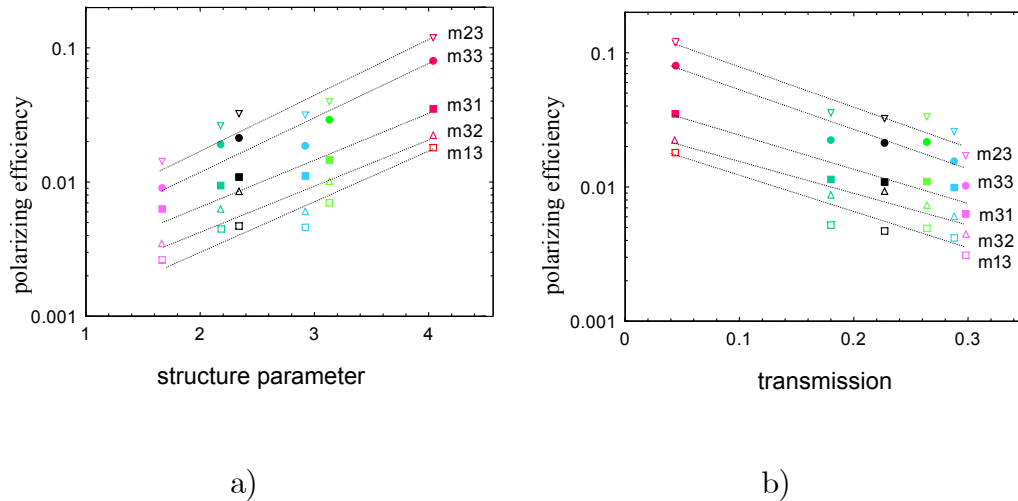 0.1
0.01
0.001
polarizing efficiency
m23
m33
m31
m32
m13
1
2
3
4
structure parameter
a)
0.1
0.01
0.001
polarizing efficiency
m23
m33
m31
m32
m13
0
0.1
0.2
0.3
transmission
b)